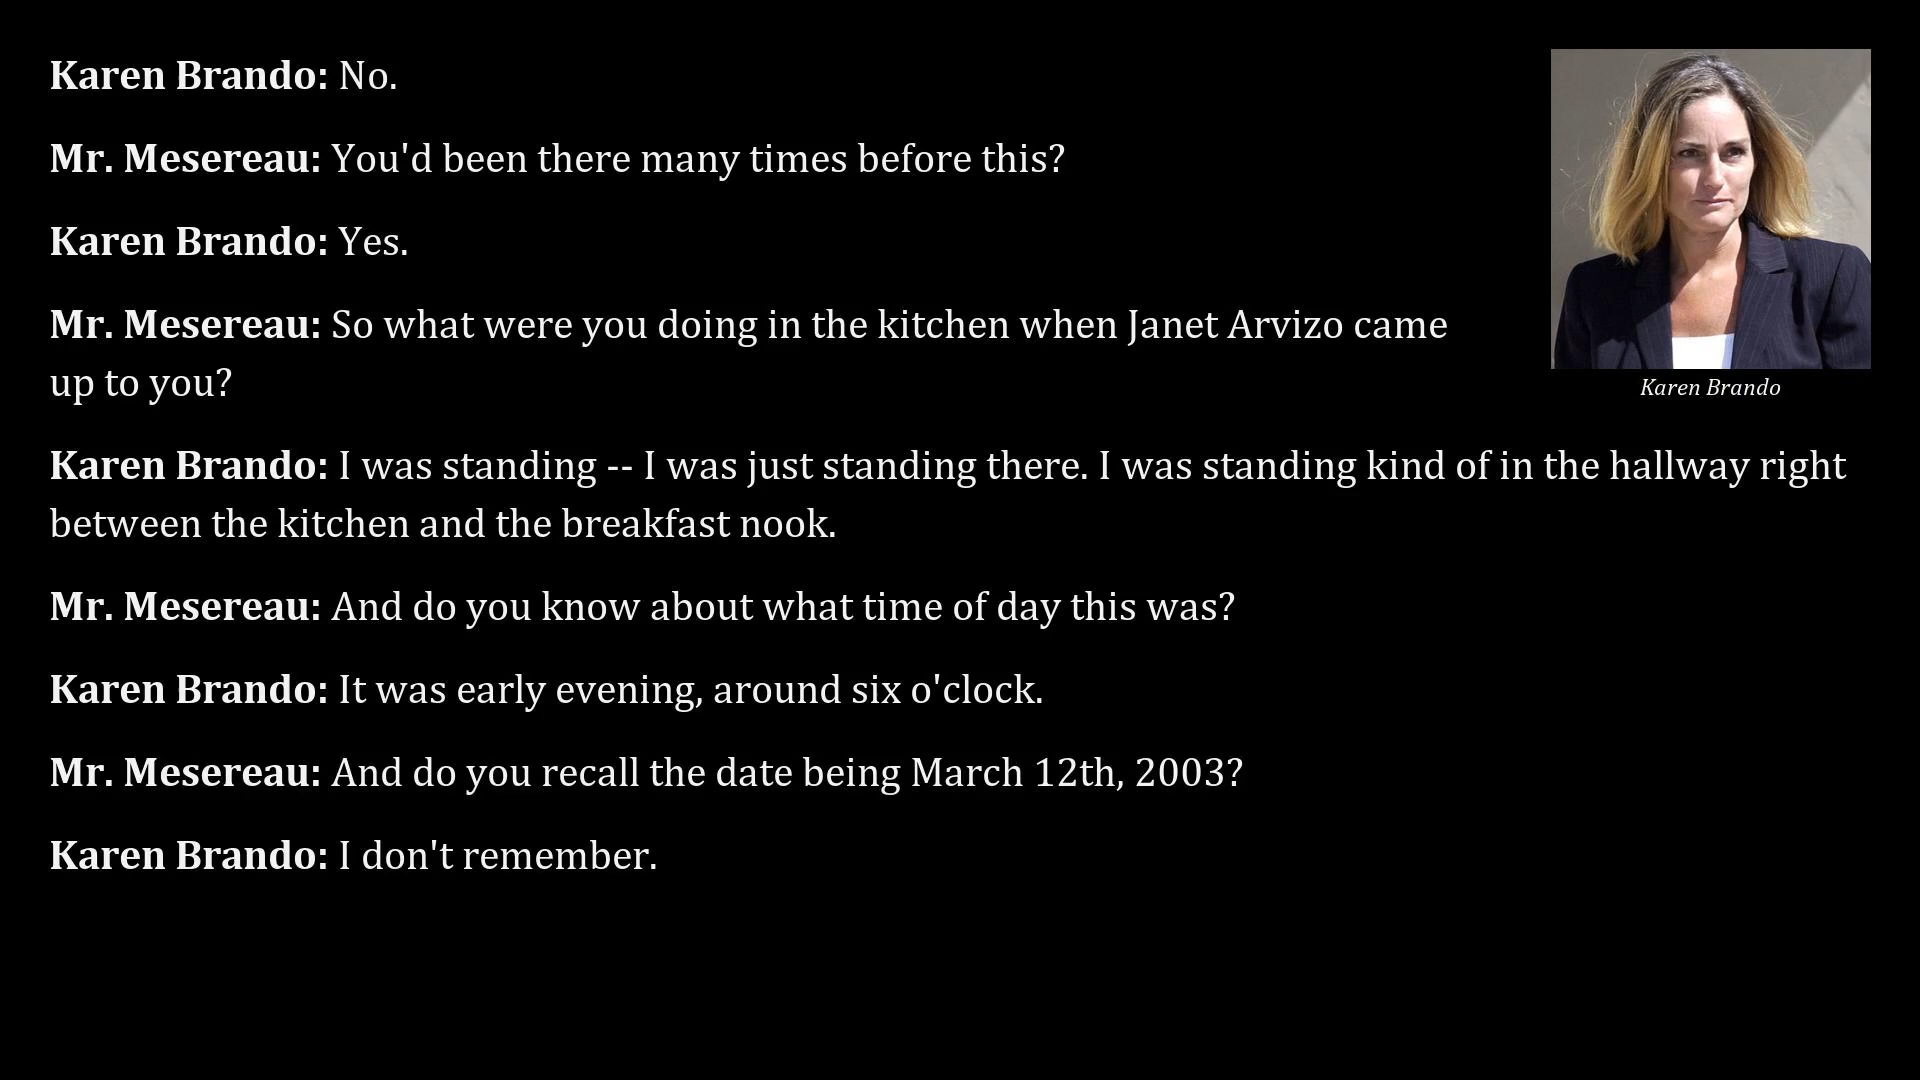 Karen Brando: No.
Mr. Mesereau: You'd been there many times before this?
Karen Brando: Yes.
Mr. Mesereau: So what were you doing in the kitchen when Janet Arvizo came
up to you?
Karen Brando
Karen Brando: I was standing -- I was just standing there. I was standing kind of in the hallway right
between the kitchen and the breakfast nook.
Mr. Mesereau: And do you know about what time of day this was?
Karen Brando: It was early evening, around six o'clock.
Mr. Mesereau: And do you recall the date being March 12th, 2003?
Karen Brando: I don't remember.